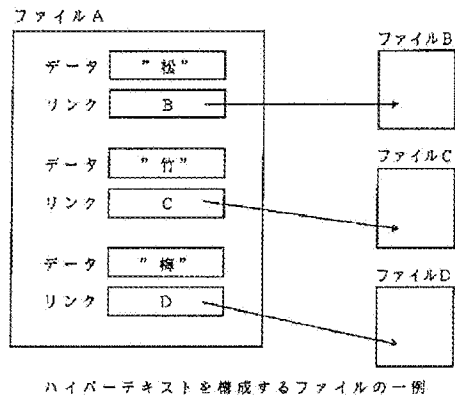 ファイルA
データ "松"
リンク B
データ "竹"
リンク C
データ "梅"
リンク D
ファイルB
ファイルC
ファイルD
ハイパーテキストを構成するファイルの一例